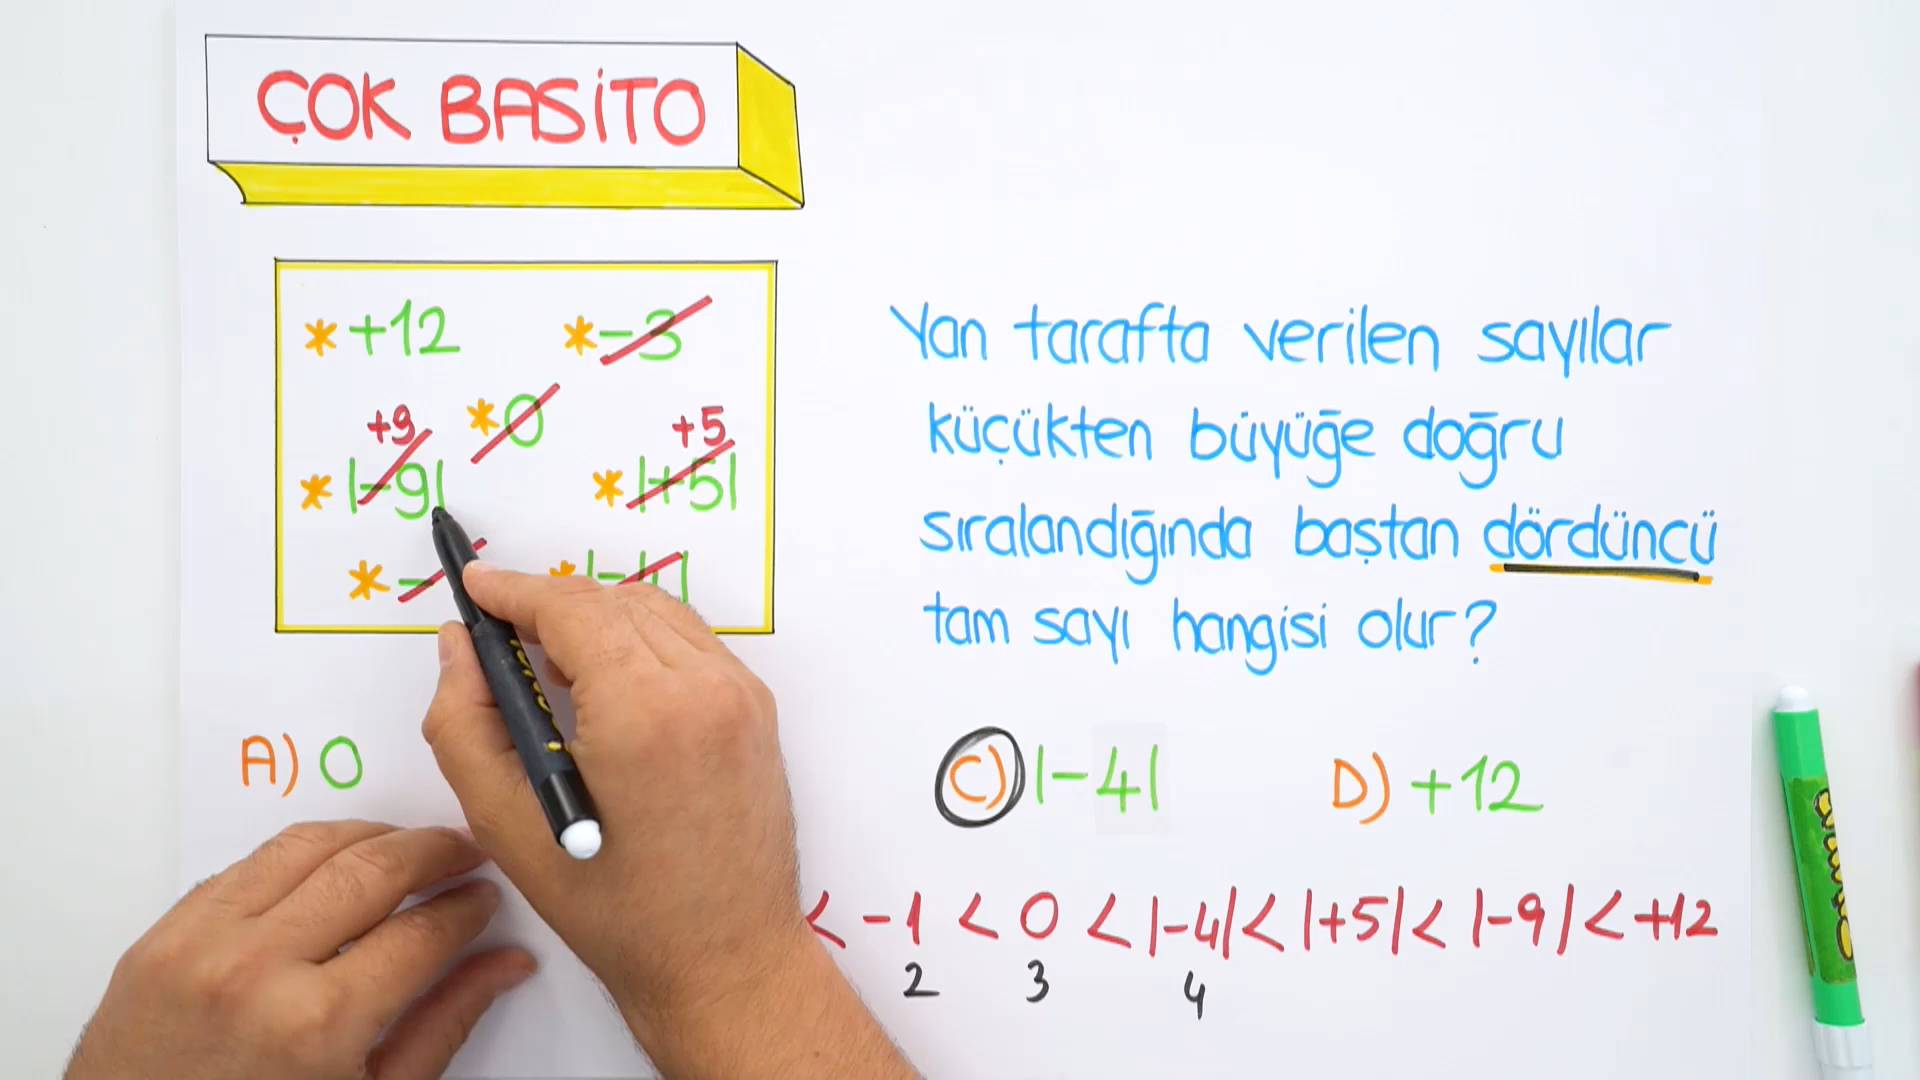 ÇOK BASİTO
* +12 * -3
+9 * 0 +5
* |-9| * |+5|
* - * |-4|
Yan tarafta verilen sayılar
küçükten büyüğe doğru
sıralandığında baştan dördüncü
tam sayı hangisi olur?
A) 0 C) |-4| D) +12
< -1 < 0 < |-4| < |+5| < |-9| < +12
2 3 4